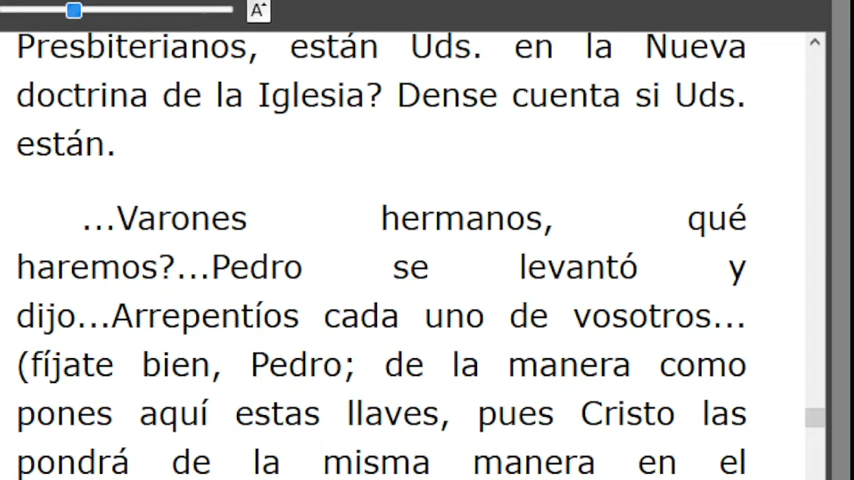 A
Presbiterianos, están Uds. en la Nueva
doctrina de la Iglesia? Dense cuenta si Uds.
están.
...Varones hermanos, qué
haremos?...Pedro se levantó y
dijo...Arrepentíos cada uno de vosotros...
(fíjate bien, Pedro; de la manera como
pones aquí estas llaves, pues Cristo las
pondrá de la misma manera en el